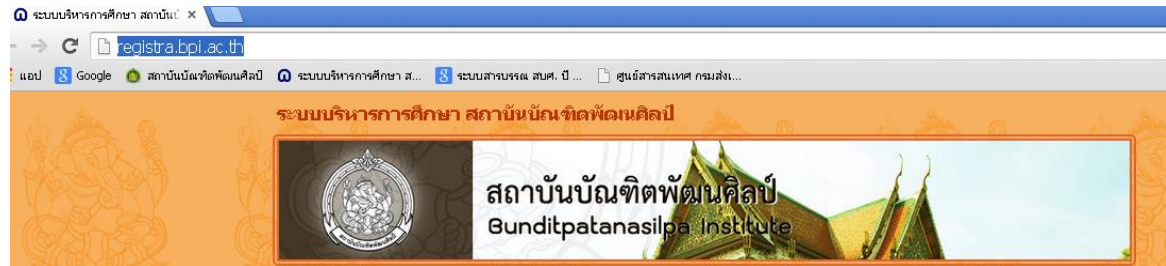 ระบบบริหารการศึกษา สถาบันบ
registra.bpi.ac.th
แอป Google สถาบันบัณฑิตพัฒนศิลป์ ระบบบริหารการศึกษา ส... ระบบสารบรรณ สบศ. ปี ... ศูนย์สารสนเทศ กรมส่งเ...
ระบบบริหารการศึกษา สถาบันบัณฑิตพัฒนศิลป์
สถาบันบัณฑิตพัฒนศิลป์
Bunditpatanasilpa Institute